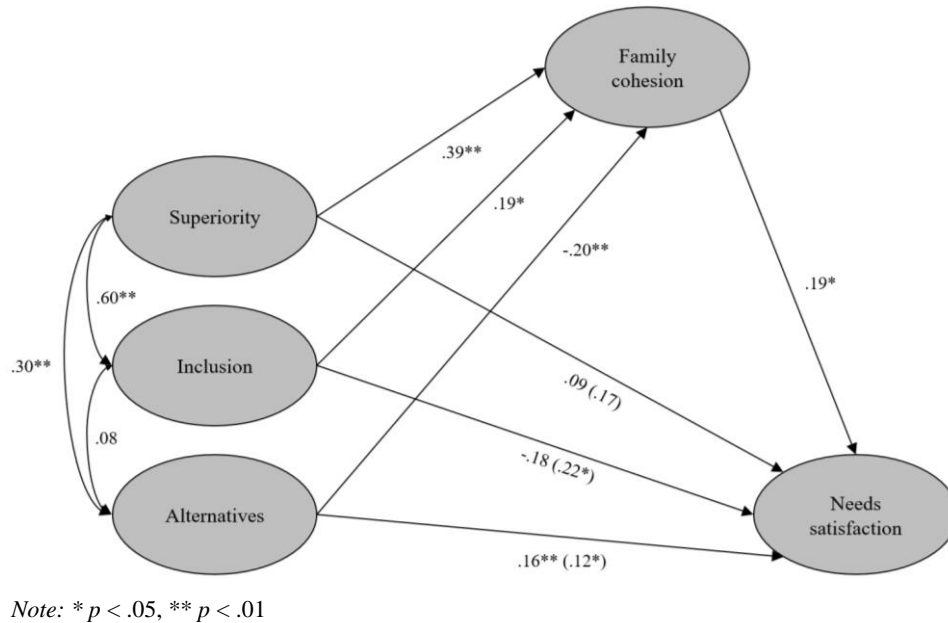 Family
cohesion
.39**
Superiority
.19*
-.20**
.60**
.19*
Inclusion
.30**
.09 (.17)
.08
-.18 (.22*)
Alternatives
Needs
satisfaction
.16** (.12*)
Note: * p < .05, ** p < .01